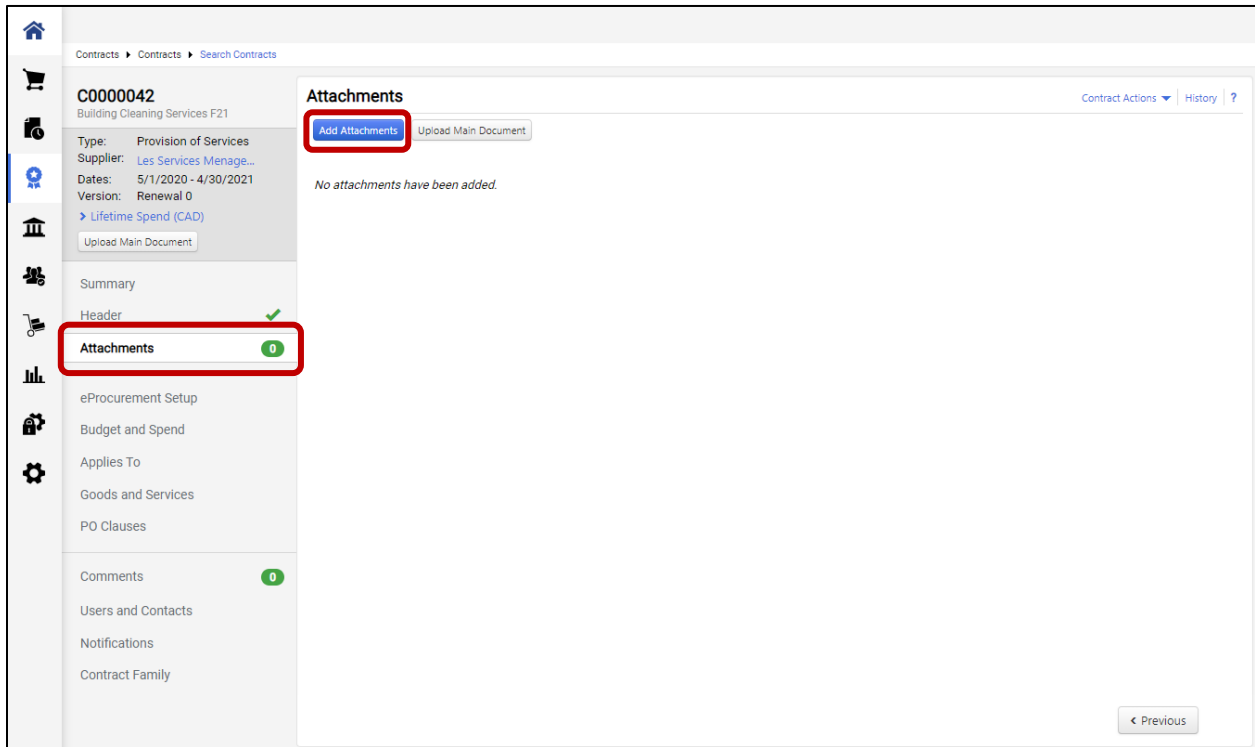 Contracts ▸ Contracts ▸ Search Contracts
C0000042
Building Cleaning Services F21
Type: Provision of Services
Supplier: Les Services Menage...
Dates: 5/1/2020 - 4/30/2021
Version: Renewal 0
> Lifetime Spend (CAD)
Upload Main Document
Summary
Header
Attachments 0
eProcurement Setup
Budget and Spend
Applies To
Goods and Services
PO Clauses
Comments 0
Users and Contacts
Notifications
Contract Family
Attachments
Contract Actions History ?
Add Attachments Upload Main Document
No attachments have been added.
< Previous